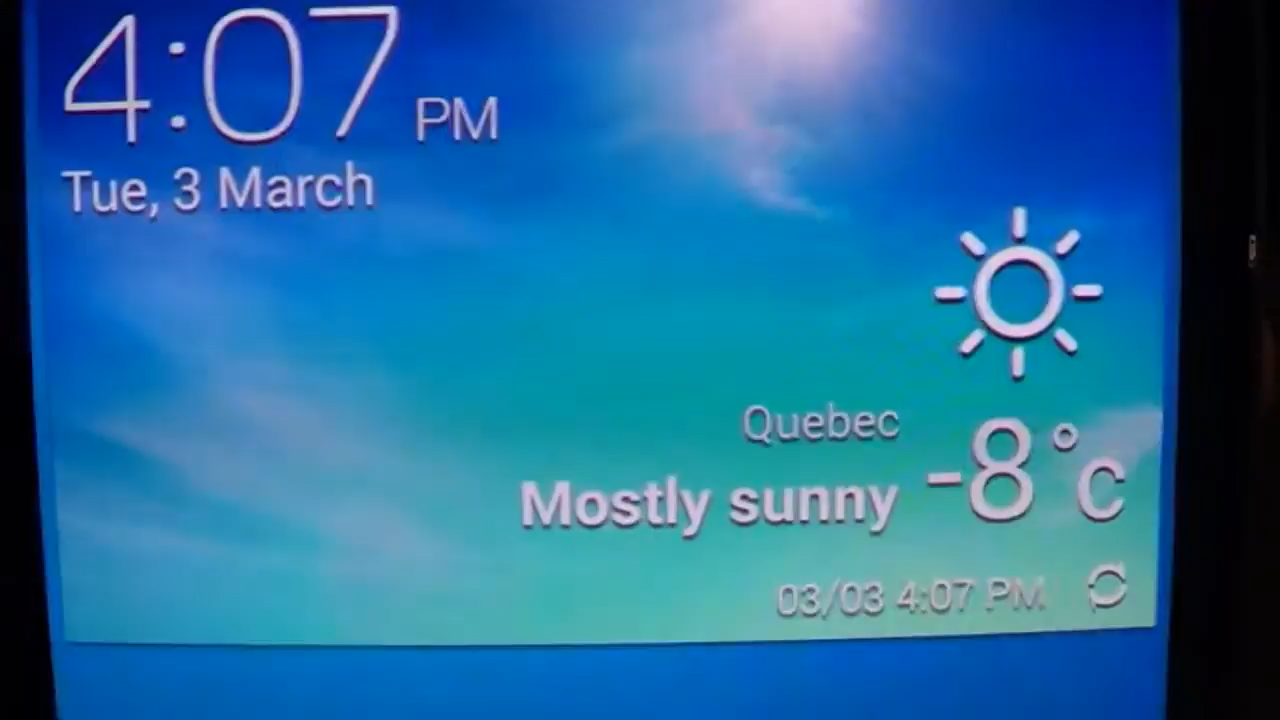 4:07 PM
Tue, 3 March
Quebec
Mostly sunny -8°c
03/03 4:07 PM